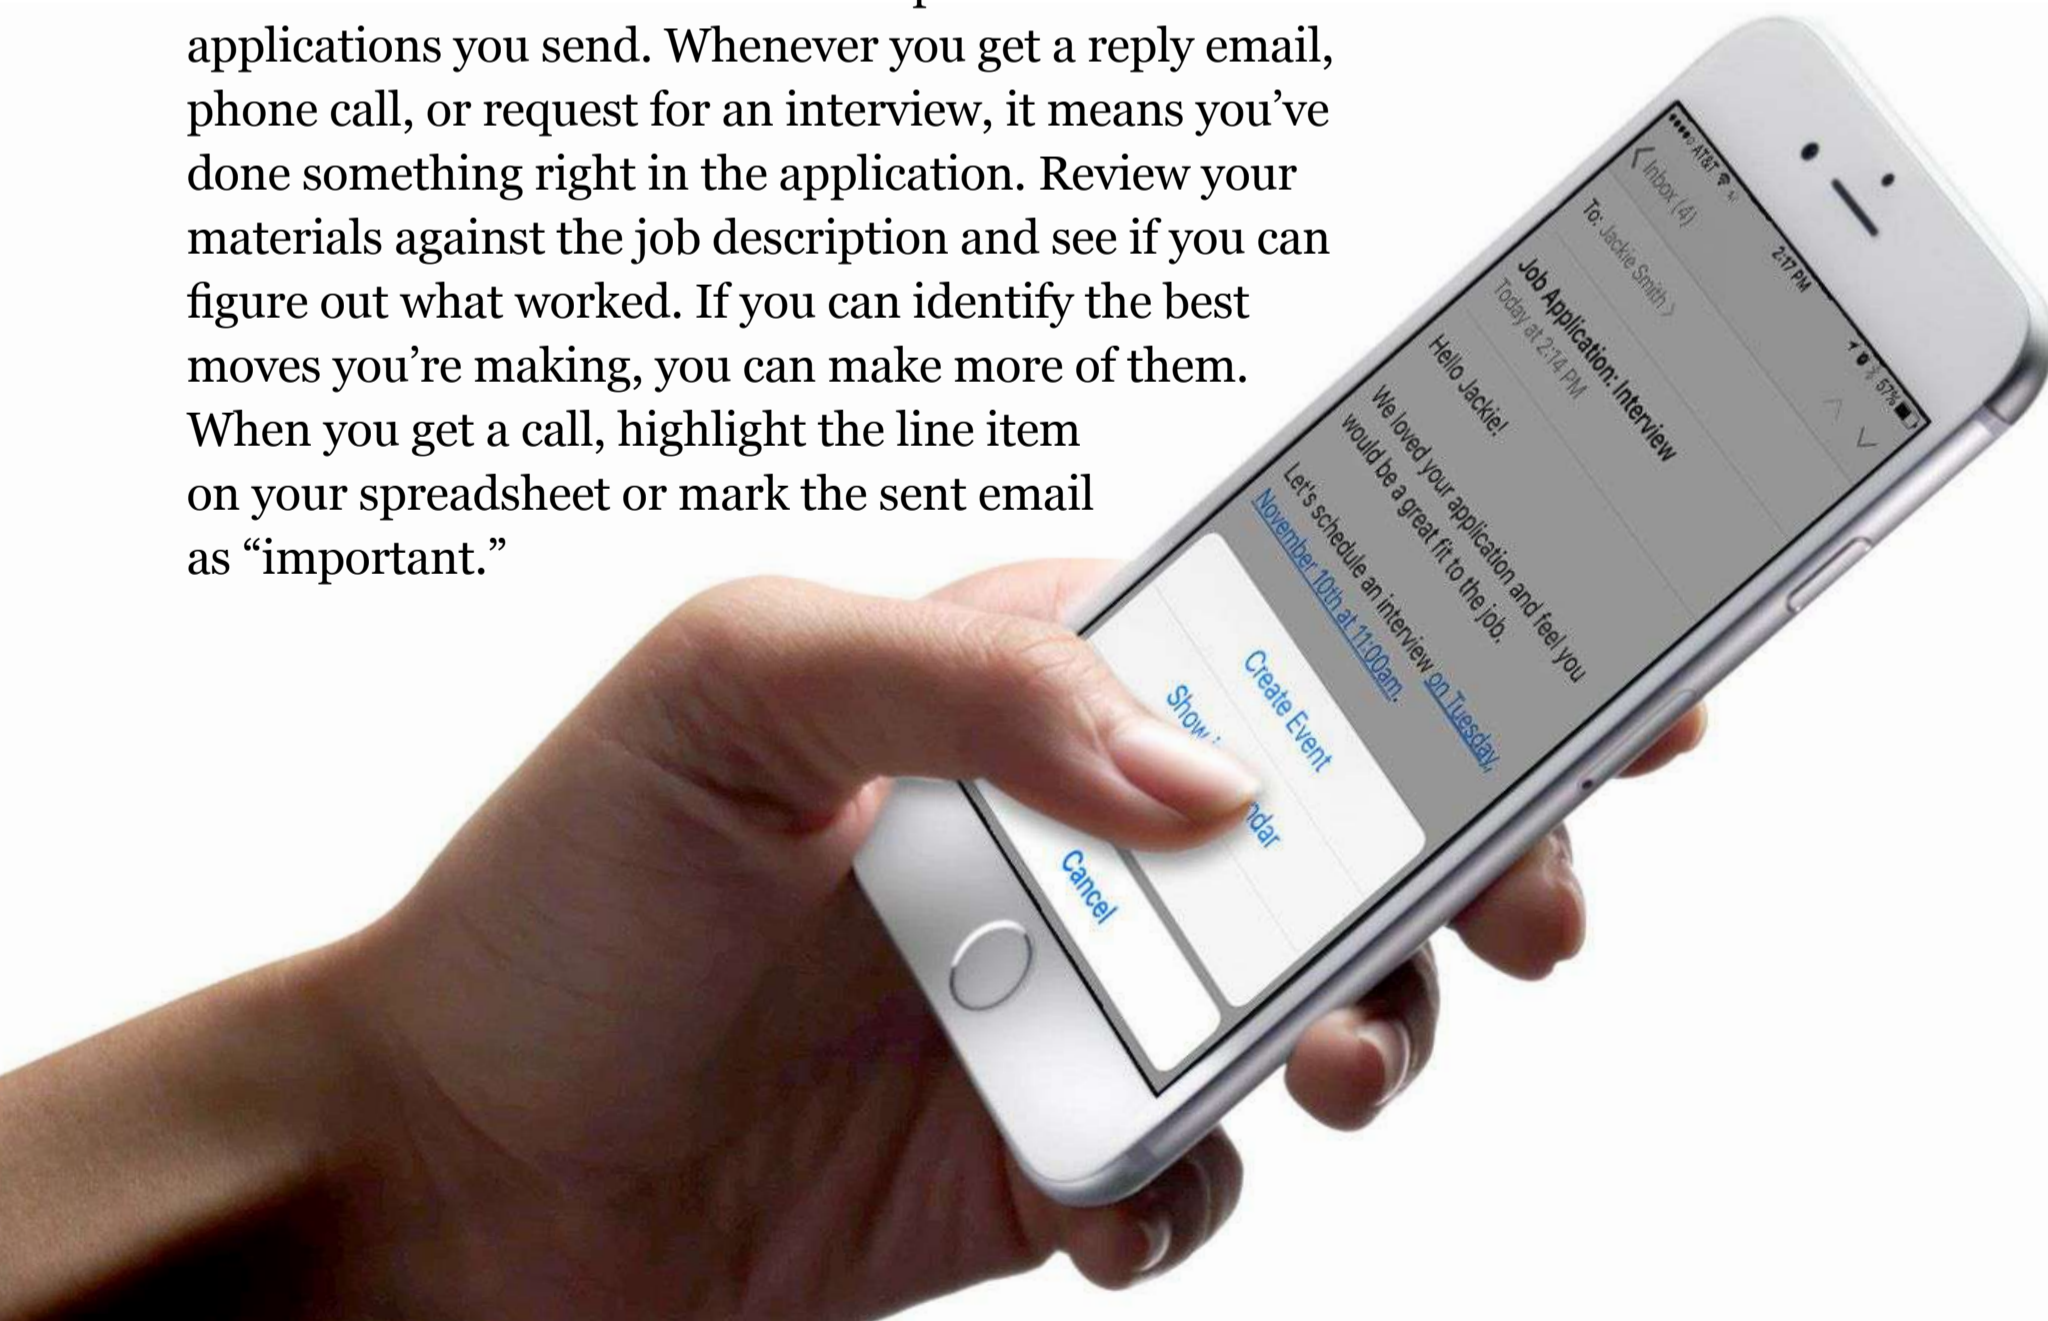 applications you send. Whenever you get a reply email,
phone call, or request for an interview, it means you’ve
done something right in the application. Review your
materials against the job description and see if you can
figure out what worked. If you can identify the best
moves you’re making, you can make more of them.
When you get a call, highlight the line item
on your spreadsheet or mark the sent email
as “important.”
AT&T 2:17 PM 57%
Inbox (4)
To: Jackie Smith >
Job Application: Interview
Today at 2:14 PM
Hello Jackie!
We loved your application and feel you
would be a great fit to the job.
Let's schedule an interview on Tuesday,
November 10th at 11:00am.
Create Event
Show
Cancel